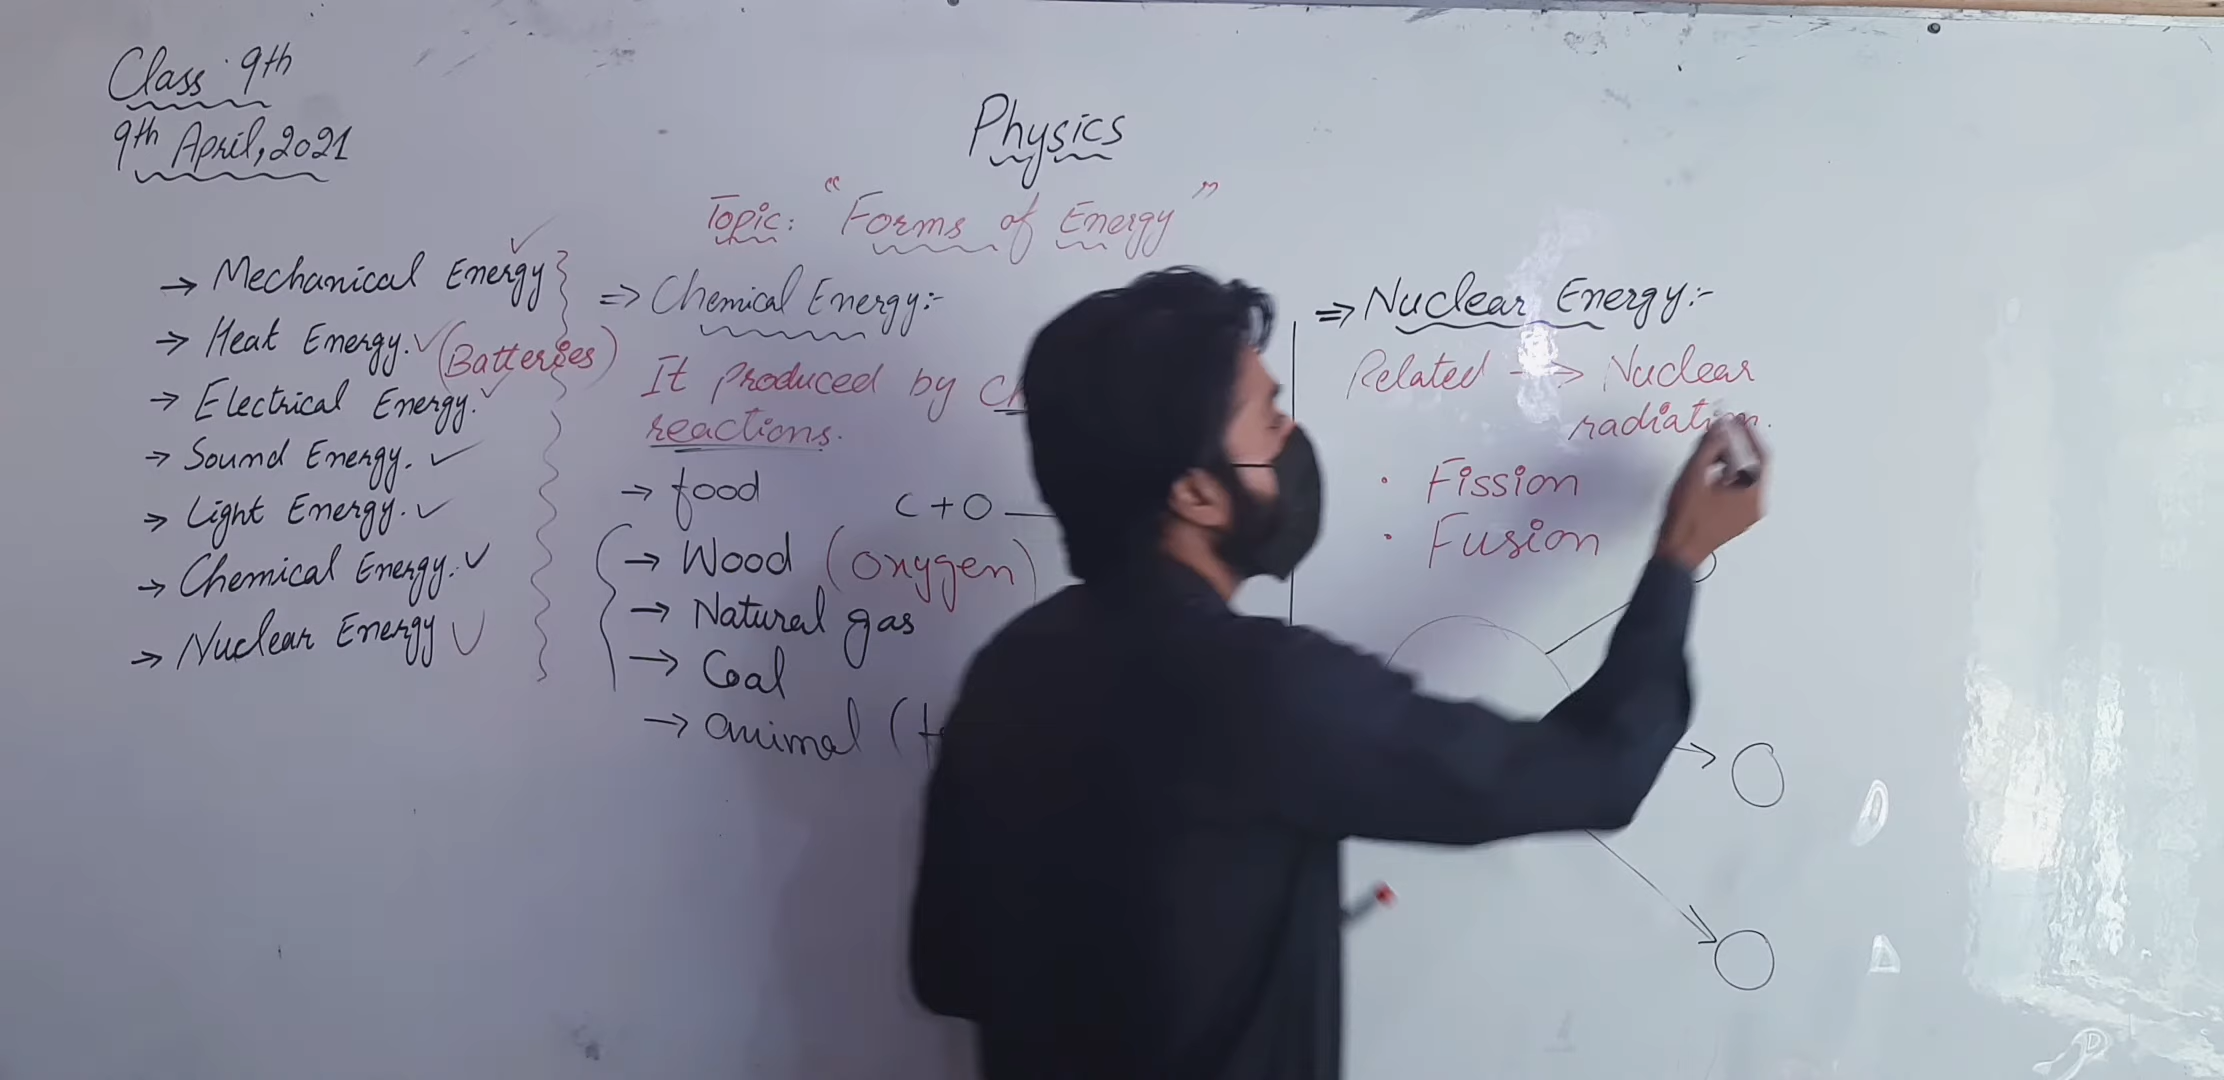 Class 9th
9th April, 2021
Physics
Topic: "Forms of Energy"
→ Mechanical Energy ✓
→ Heat Energy. ✓ (Batteries)
→ Electrical Energy. ✓
→ Sound Energy. ✓
→ Light Energy. ✓
→ Chemical Energy. ✓
→ Nuclear Energy ✓
⇒ Chemical Energy:-
It produced by
reactions.
→ food
C + O
→ Wood (oxygen)
→ Natural gas
→ Coal
→ animal (
⇒ Nuclear Energy:-
Related → Nuclear
radiation.
• Fission
• Fusion